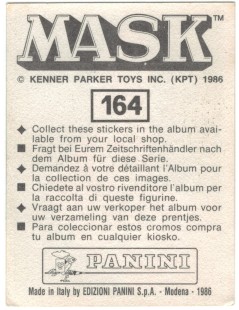 MASK™
© KENNER PARKER TOYS INC. (KPT) 1986
164
◆ Collect these stickers in the album avai-
lable from your local shop.
■ Fragt bei Eurem Zeitschriftenhändler nach
dem Album für diese Serie.
◆ Demandez à votre détaillant l'Album pour
la collection de ces images.
■ Chiedete al vostro rivenditore l'album per
la raccolta di queste figurine.
◆ Vraagt aan uw verkoper het album voor
uw verzameling van deze prentjes.
■ Para coleccionar estos cromos compra
tu album en cualquier kiosko.
PANINI
Made in Italy by EDIZIONI PANINI S.p.A. - Modena - 1986